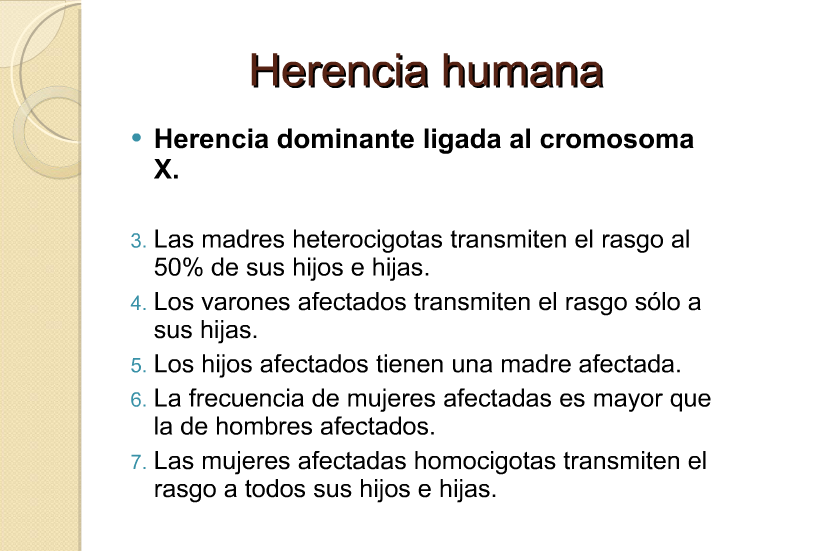 Herencia humana
• Herencia dominante ligada al cromosoma
X.
3. Las madres heterocigotas transmiten el rasgo al
50% de sus hijos e hijas.
4. Los varones afectados transmiten el rasgo sólo a
sus hijas.
5. Los hijos afectados tienen una madre afectada.
6. La frecuencia de mujeres afectadas es mayor que
la de hombres afectados.
7. Las mujeres afectadas homocigotas transmiten el
rasgo a todos sus hijos e hijas.